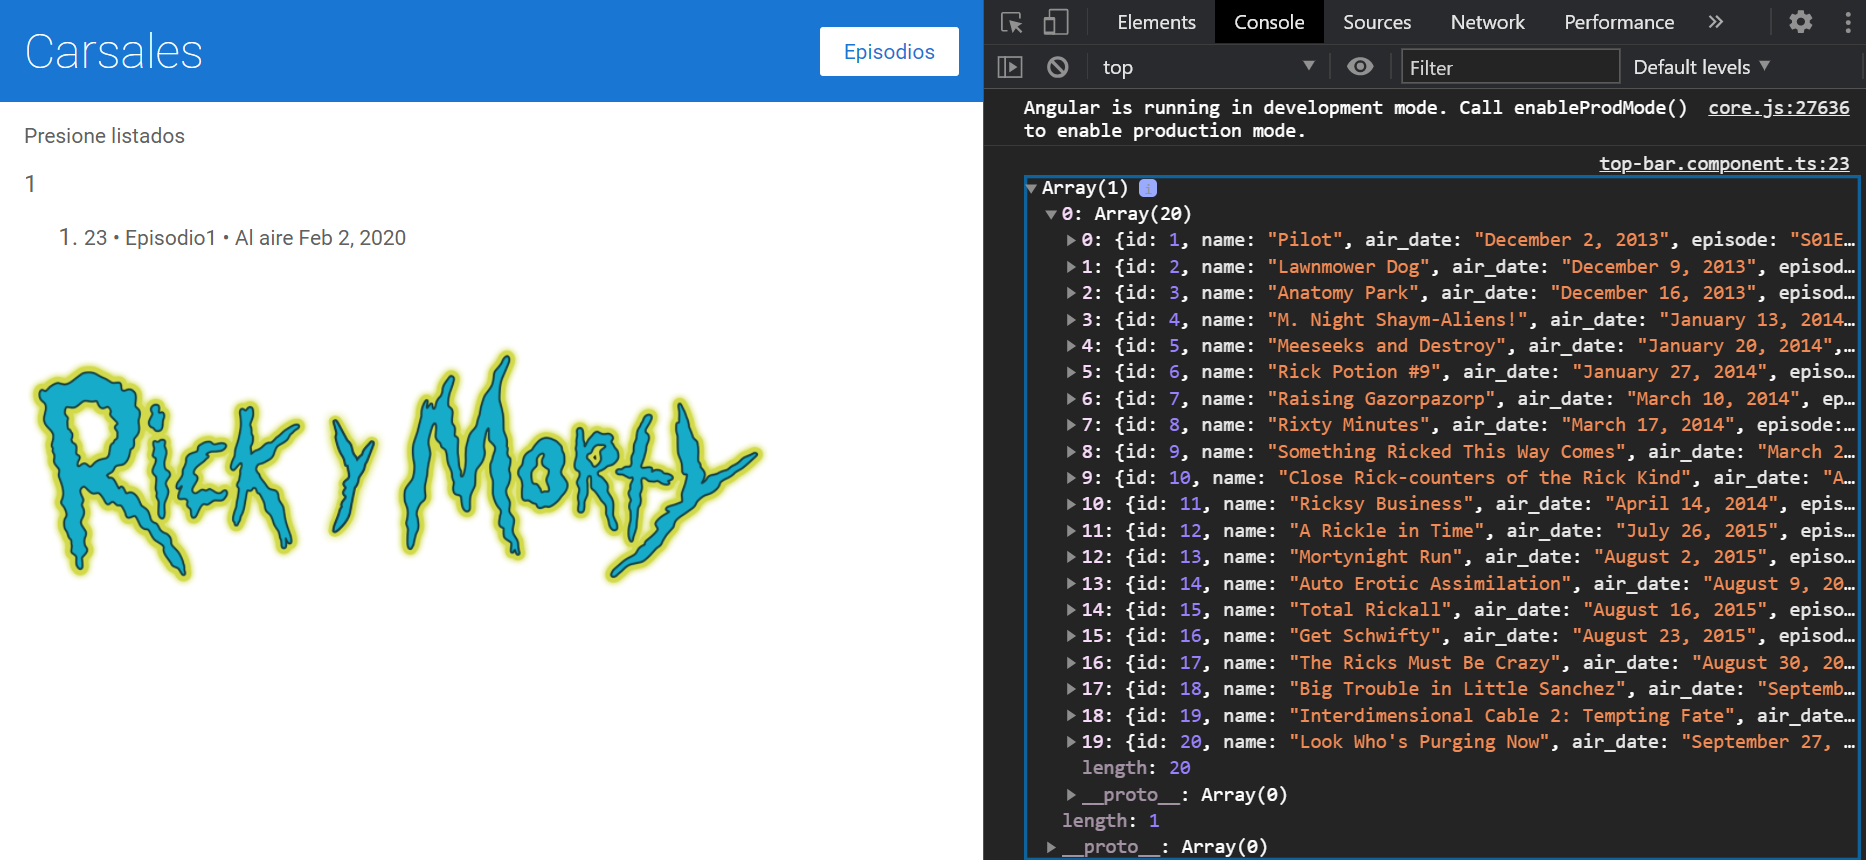 Carsales
Episodios
Presione listados
1
1. 23 • Episodio1 • Al aire Feb 2, 2020
Rick y Morty
Elements Console Sources Network Performance »
top Filter Default levels
Angular is running in development mode. Call enableProdMode() core.js:27636
to enable production mode.
top-bar.component.ts:23
Array(1) i
0: Array(20)
0: {id: 1, name: "Pilot", air_date: "December 2, 2013", episode: "S01E…
1: {id: 2, name: "Lawnmower Dog", air_date: "December 9, 2013", episod…
2: {id: 3, name: "Anatomy Park", air_date: "December 16, 2013", episod…
3: {id: 4, name: "M. Night Shaym-Aliens!", air_date: "January 13, 2014…
4: {id: 5, name: "Meeseeks and Destroy", air_date: "January 20, 2014",…
5: {id: 6, name: "Rick Potion #9", air_date: "January 27, 2014", episo…
6: {id: 7, name: "Raising Gazorpazorp", air_date: "March 10, 2014", ep…
7: {id: 8, name: "Rixty Minutes", air_date: "March 17, 2014", episode:…
8: {id: 9, name: "Something Ricked This Way Comes", air_date: "March 2…
9: {id: 10, name: "Close Rick-counters of the Rick Kind", air_date: "A…
10: {id: 11, name: "Ricksy Business", air_date: "April 14, 2014", epis…
11: {id: 12, name: "A Rickle in Time", air_date: "July 26, 2015", epis…
12: {id: 13, name: "Mortynight Run", air_date: "August 2, 2015", episo…
13: {id: 14, name: "Auto Erotic Assimilation", air_date: "August 9, 20…
14: {id: 15, name: "Total Rickall", air_date: "August 16, 2015", episo…
15: {id: 16, name: "Get Schwifty", air_date: "August 23, 2015", episod…
16: {id: 17, name: "The Ricks Must Be Crazy", air_date: "August 30, 20…
17: {id: 18, name: "Big Trouble in Little Sanchez", air_date: "Septemb…
18: {id: 19, name: "Interdimensional Cable 2: Tempting Fate", air_date…
19: {id: 20, name: "Look Who's Purging Now", air_date: "September 27, …
length: 20
__proto__: Array(0)
length: 1
__proto__: Array(0)